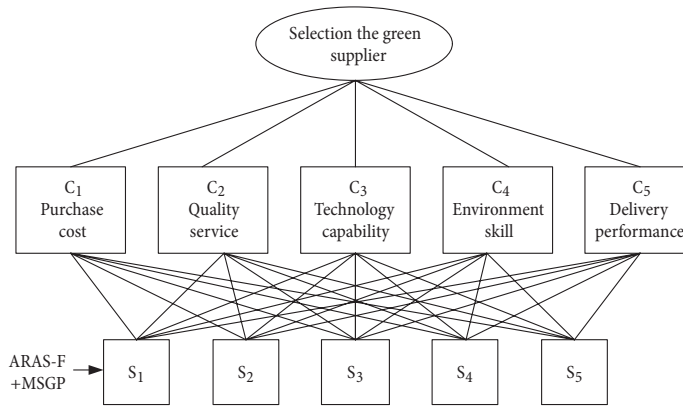 Selection the green
supplier
C1
Purchase
cost
C2
Quality
service
C3
Technology
capability
C4
Environment
skill
C5
Delivery
performance
ARAS-F
+MSGP
S1
S2
S3
S4
S5